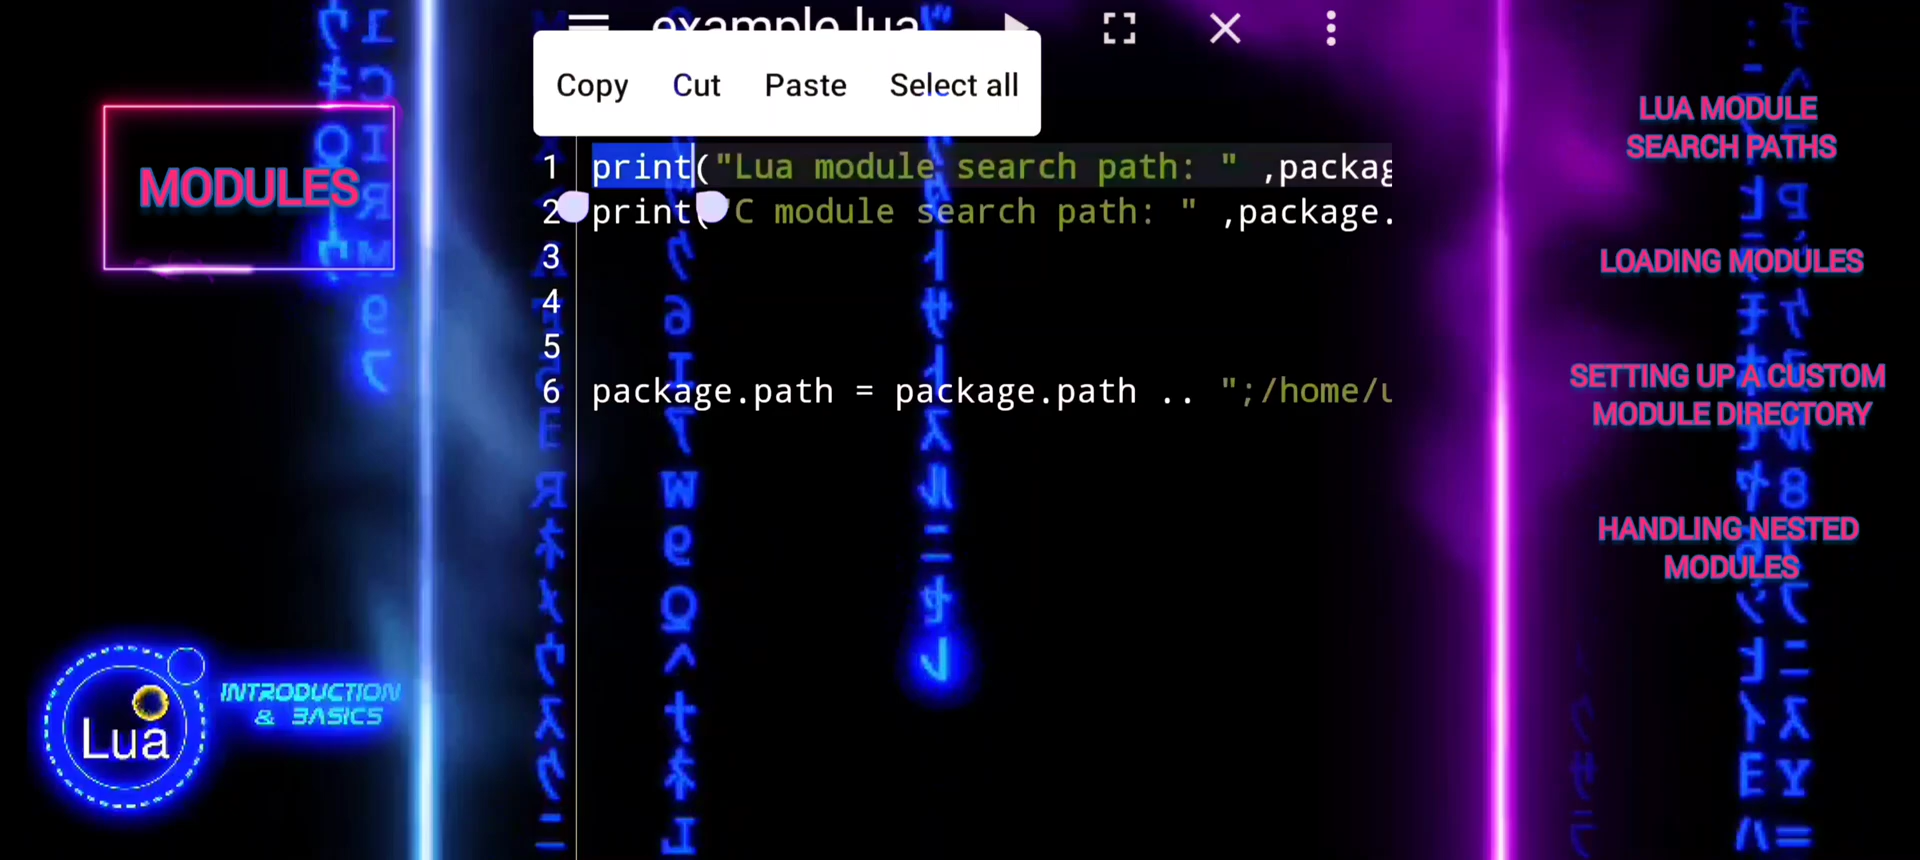 MODULES
Lua
INTRODUCTION
& BASICS
example.lua
Copy Cut Paste Select all
1 print("Lua module search path: " ,packag
2 print( C module search path: " ,package.
3
4
5
6 package.path = package.path .. ";/home/u
LUA MODULE
SEARCH PATHS
LOADING MODULES
SETTING UP A CUSTOM
MODULE DIRECTORY
HANDLING NESTED
MODULES